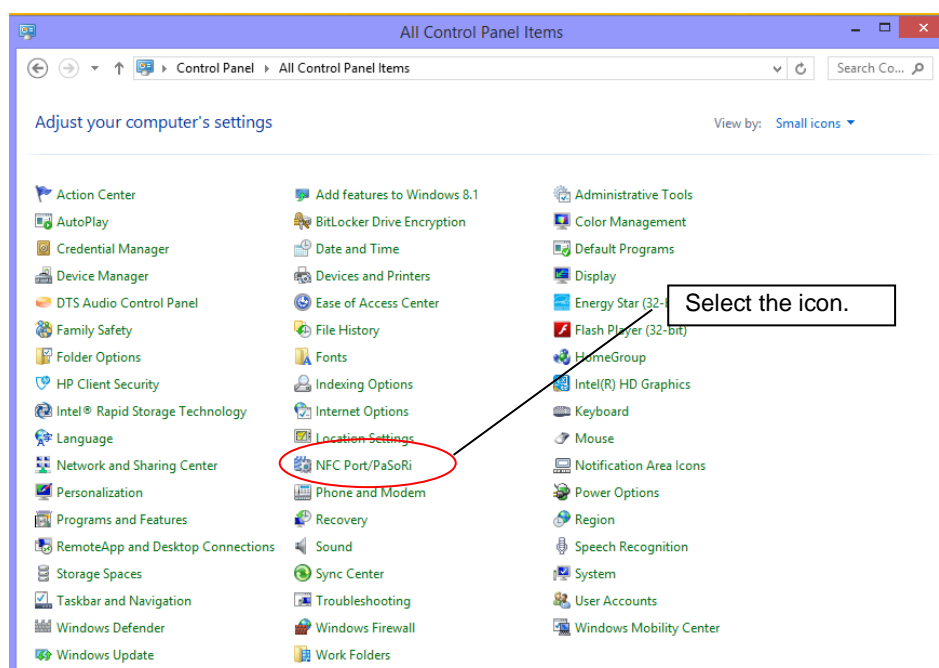 All Control Panel Items
Control Panel All Control Panel Items Search Co...
Adjust your computer's settings View by: Small icons
Action Center Add features to Windows 8.1 Administrative Tools
AutoPlay BitLocker Drive Encryption Color Management
Credential Manager Date and Time Default Programs
Device Manager Devices and Printers Display
DTS Audio Control Panel Ease of Access Center Energy Star (32-
Select the icon.
Family Safety File History Flash Player (32-bit)
Folder Options Fonts HomeGroup
HP Client Security Indexing Options Intel(R) HD Graphics
Intel® Rapid Storage Technology Internet Options Keyboard
Language Location Settings Mouse
Network and Sharing Center NFC Port/PaSoRi Notification Area Icons
Personalization Phone and Modem Power Options
Programs and Features Recovery Region
RemoteApp and Desktop Connections Sound Speech Recognition
Storage Spaces Sync Center System
Taskbar and Navigation Troubleshooting User Accounts
Windows Defender Windows Firewall Windows Mobility Center
Windows Update Work Folders